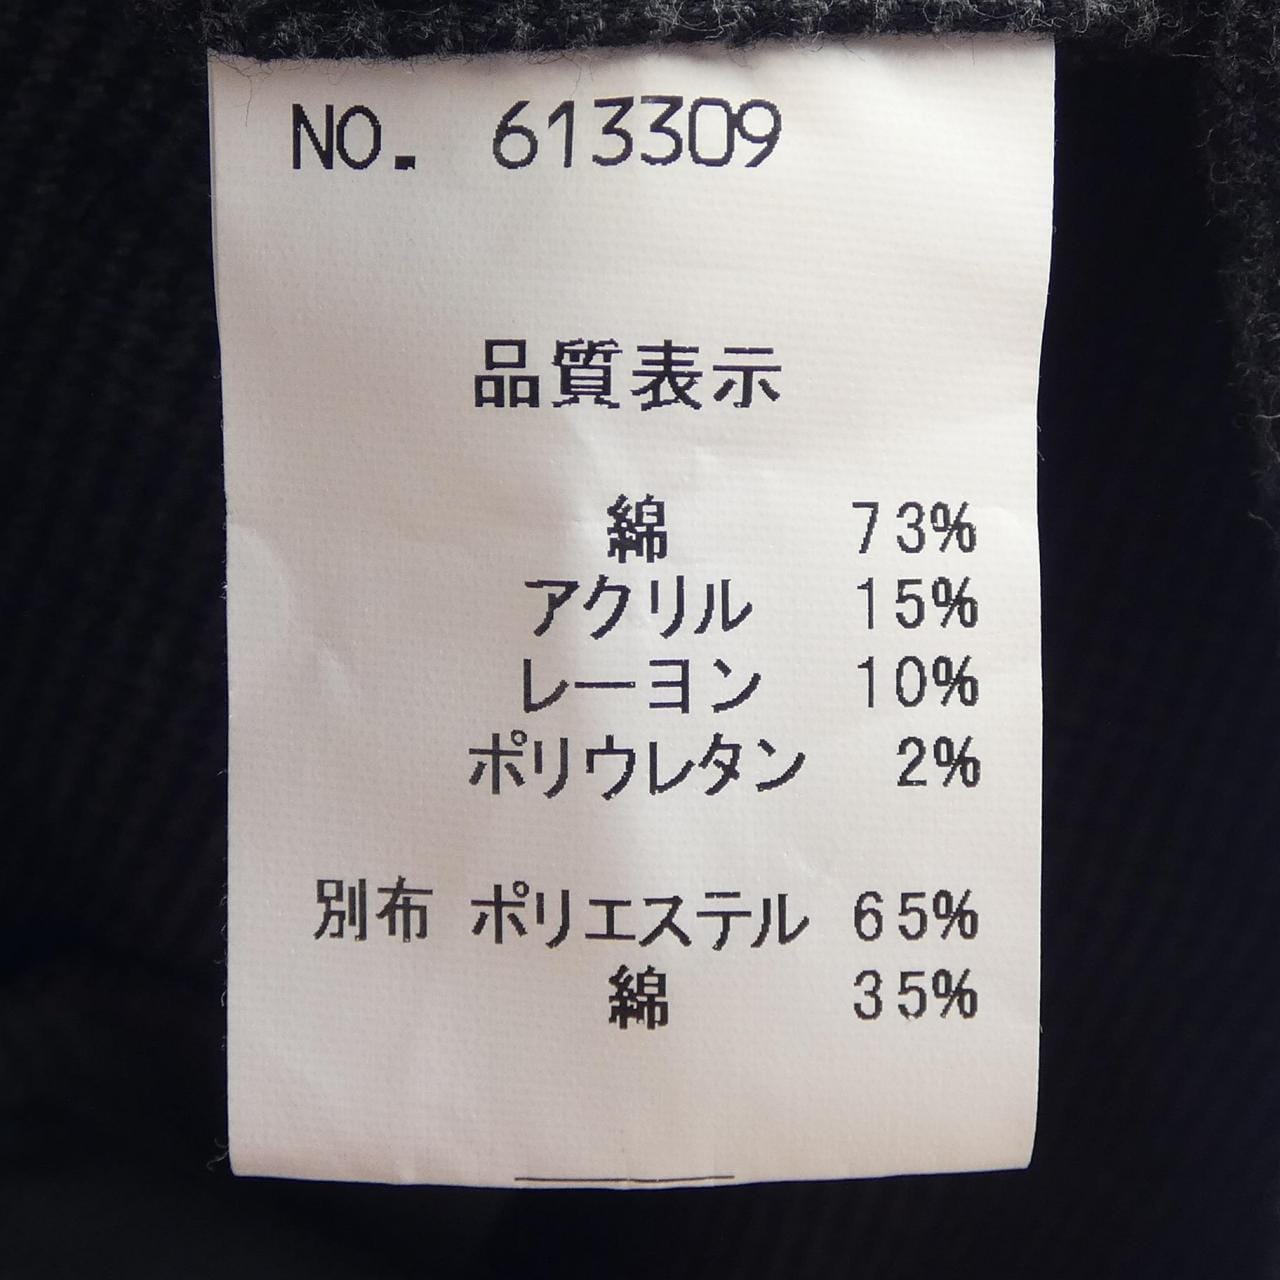 NO. 613309
品質表示
綿 73%
アクリル 15%
レーヨン 10%
ポリウレタン 2%
別布 ポリエステル 65%
綿 35%